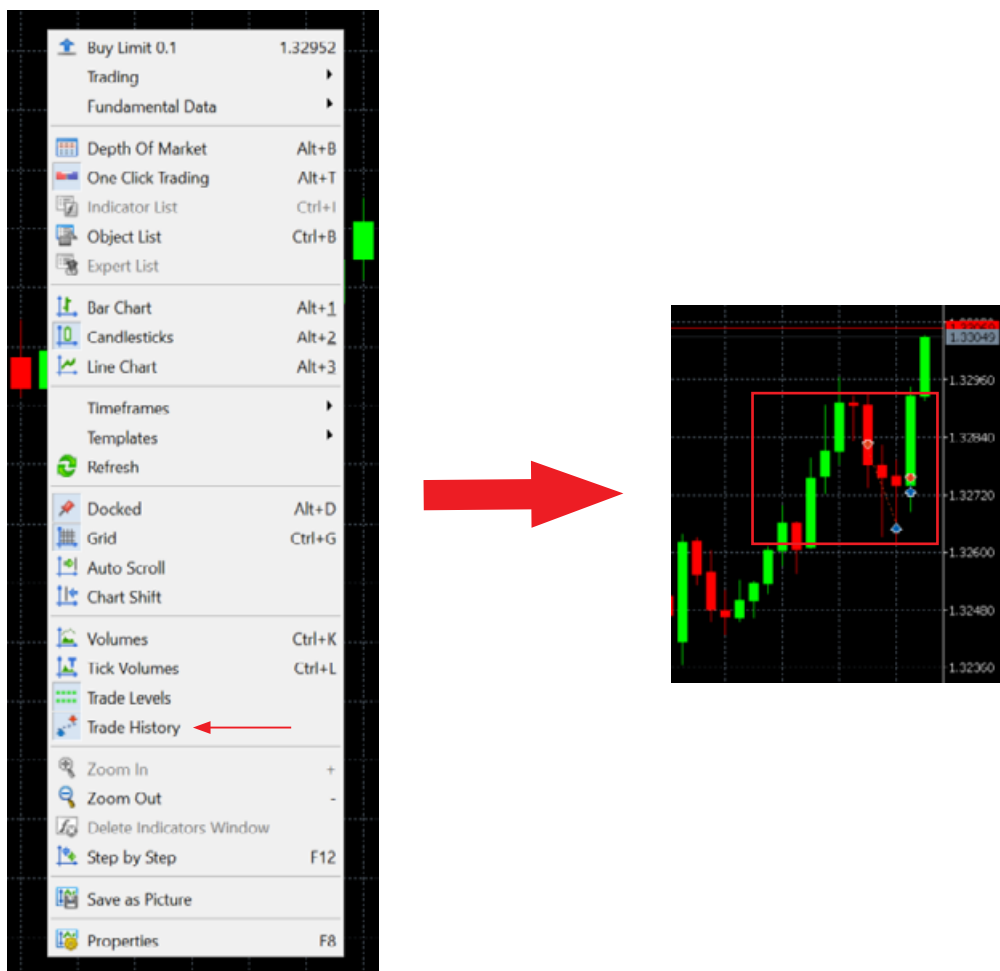 Buy Limit 0.1 1.32952
Trading
Fundamental Data
Depth Of Market Alt+B
One Click Trading Alt+T
Indicator List Ctrl+I
Object List Ctrl+B
Expert List
Bar Chart Alt+1
Candlesticks Alt+2
Line Chart Alt+3
Timeframes
Templates
Refresh
Docked Alt+D
Grid Ctrl+G
Auto Scroll
Chart Shift
Volumes Ctrl+K
Tick Volumes Ctrl+L
Trade Levels
Trade History
Zoom In +
Zoom Out -
Delete Indicators Window
Step by Step F12
Save as Picture
Properties F8
1.33049
1.32960
1.32840
1.32720
1.32600
1.32480
1.32360